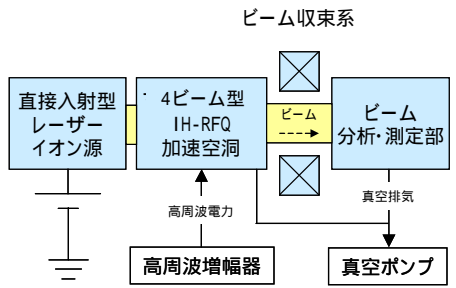 ビーム収束系
直接入射型
レーザー
イオン源
4ビーム型
IH-RFQ
加速空洞
ビーム
ビーム
分析・測定部
高周波電力
真空排気
高周波増幅器
真空ポンプ